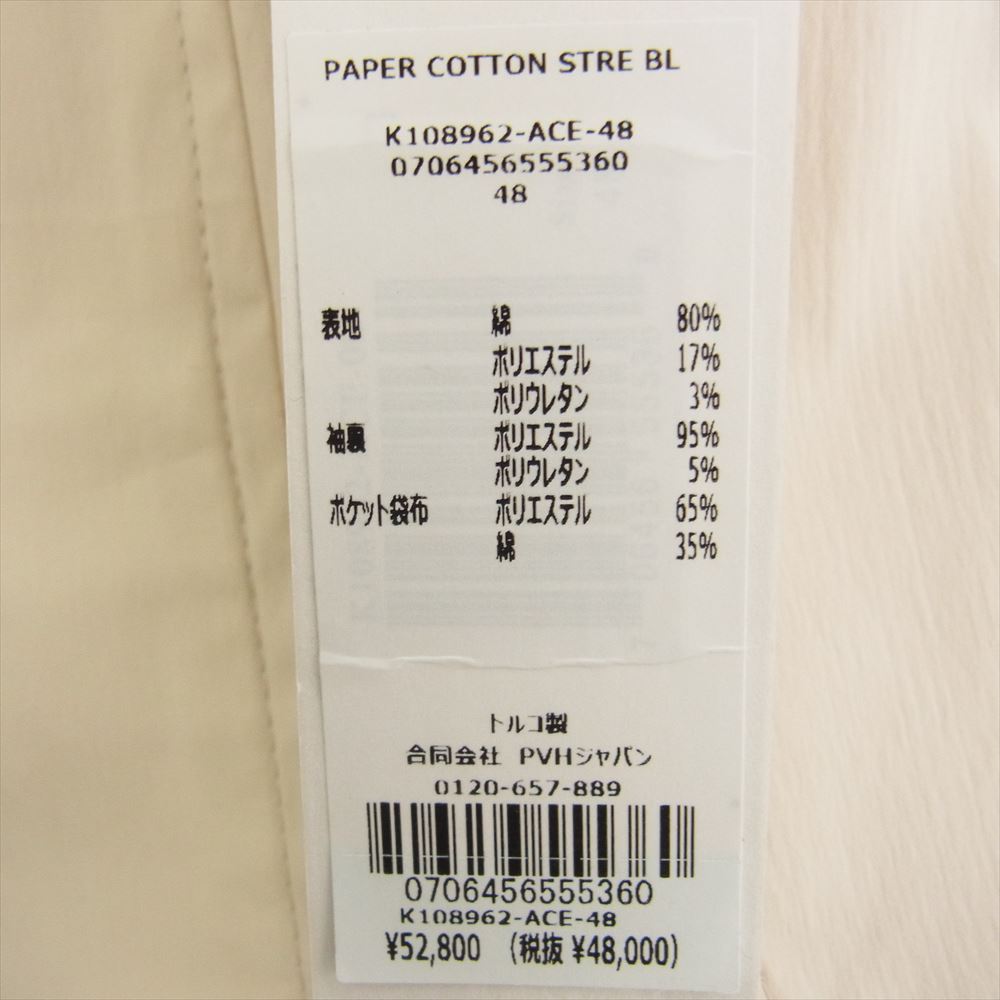 PAPER COTTON STRE BL
K108962-ACE-48
0706456555360
48
表地 綿 80%
ポリエステル 17%
ポリウレタン 3%
袖裏 ポリエステル 95%
ポリウレタン 5%
ポケット袋布 ポリエステル 65%
綿 35%
トルコ製
合同会社 PVHジャパン
0120-657-889
0706456555360
K108962-ACE-48
¥52,800 (税抜 ¥48,000)